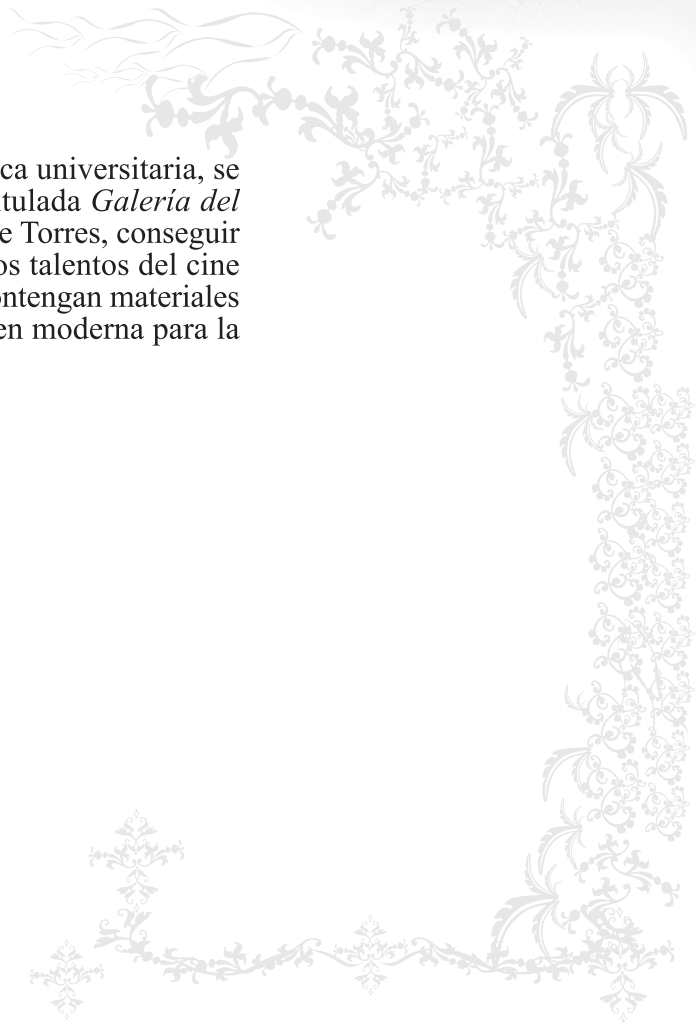 ca universitaria, se
tulada Galería del
e Torres, conseguir
os talentos del cine
ontengan materiales
en moderna para la